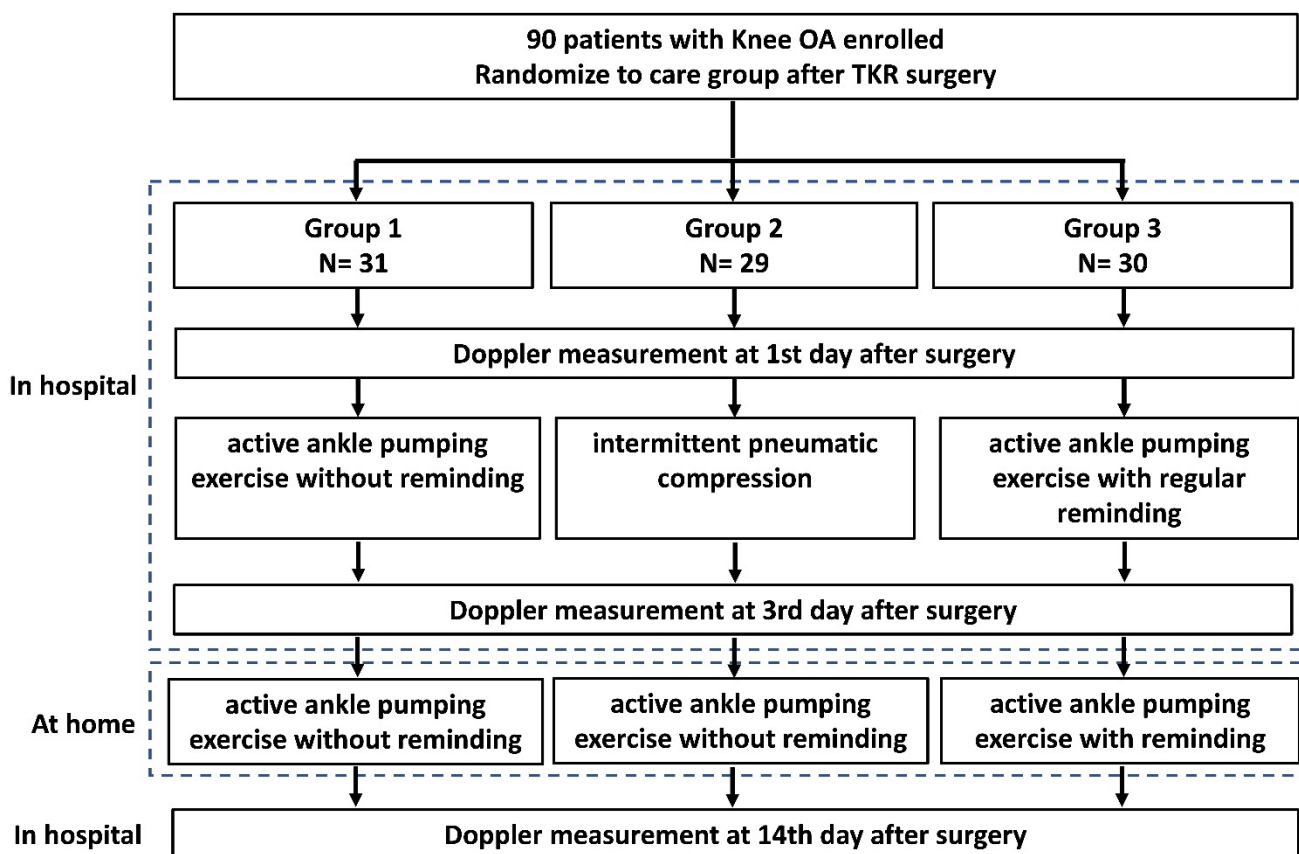 90 patients with Knee OA enrolled
Randomize to care group after TKR surgery
Group 1
N= 31
Group 2
N= 29
Group 3
N= 30
Doppler measurement at 1st day after surgery
In hospital
active ankle pumping
exercise without reminding
intermittent pneumatic
compression
active ankle pumping
exercise with regular
reminding
Doppler measurement at 3rd day after surgery
At home
active ankle pumping
exercise without reminding
active ankle pumping
exercise without reminding
active ankle pumping
exercise with reminding
In hospital
Doppler measurement at 14th day after surgery